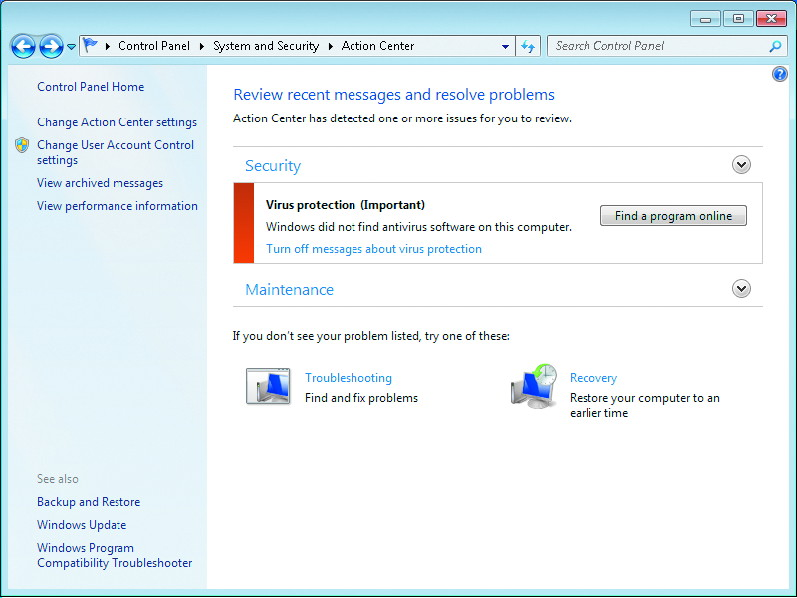 Control Panel
System and Security
Action Center
Search Control Panel
Control Panel Home
Change Action Center settings
Change User Account Control
settings
View archived messages
View performance information
See also
Backup and Restore
Windows Update
Windows Program
Compatibility Troubleshooter
Review recent messages and resolve problems
Action Center has detected one or more issues for you to review.
Security
Virus protection (Important)
Windows did not find antivirus software on this computer.
Turn off messages about virus protection
Find a program online
Maintenance
If you don't see your problem listed, try one of these:
Troubleshooting
Find and fix problems
Recovery
Restore your computer to an
earlier time